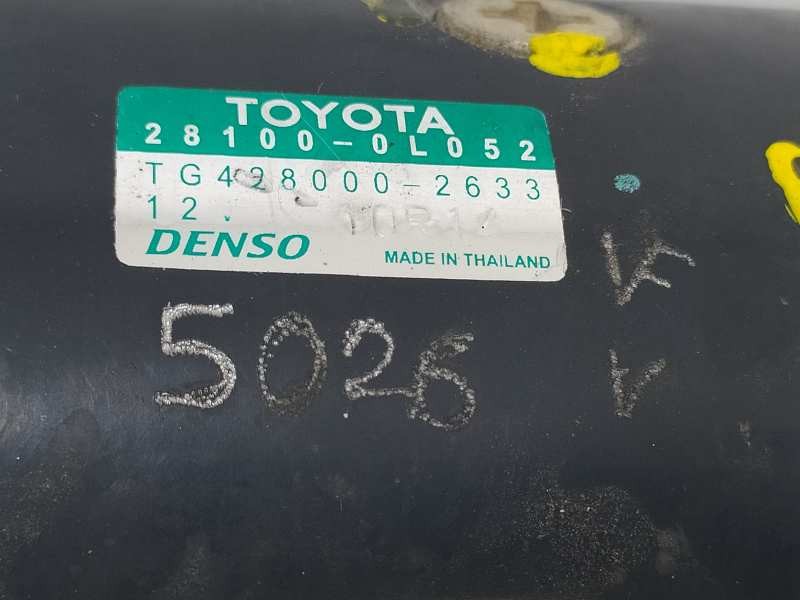 TOYOTA
28100-0L052
TG428000-2633
12.
DENSO MADE IN THAILAND
5026